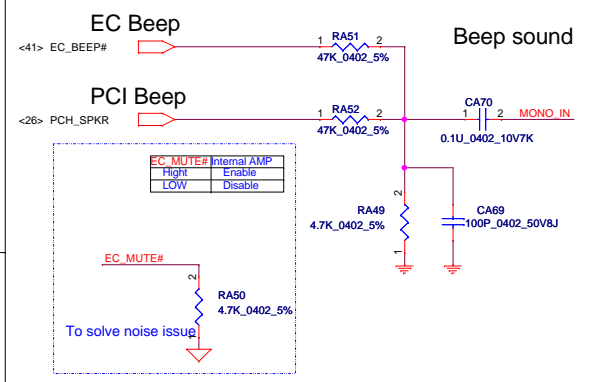 EC Beep
<41> EC_BEEP#
1 RA51 2
47K_0402_5%
Beep sound
PCI Beep
<26> PCH_SPKR
1 RA52 2
47K_0402_5%
CA70
1 2 MONO_IN
0.1U_0402_10V7K
EC_MUTE# Internal AMP
Hight Enable
LOW Disable
2
RA49
4.7K_0402_5%
1
CA69
100P_0402_50V8J
EC_MUTE#
2
RA50
4.7K_0402_5%
1
To solve noise issue